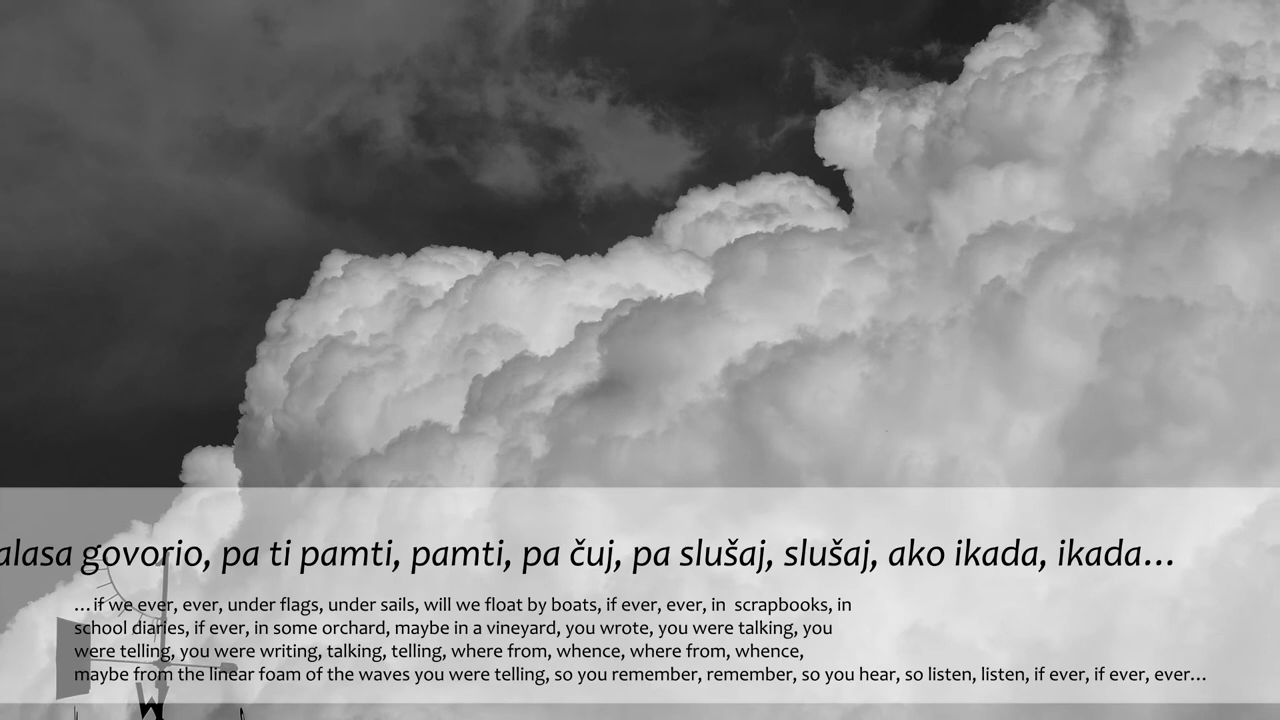 govorio, pa ti pamti, pamti, pa čuj, pa slušaj, slušaj, ako ikada, ikada...
...if we ever, ever, under flags, under sails, will we float by boats, if ever, ever, in scrapbooks, in
school diaries, if ever, in some orchard, maybe in a vineyard, you wrote, you were talking, you
were telling, you were writing, talking, telling, where from, whence, where from, whence,
maybe from the linear foam of the waves you were telling, so you remember, remember, so you hear, so listen, listen, if ever, if ever, ever...